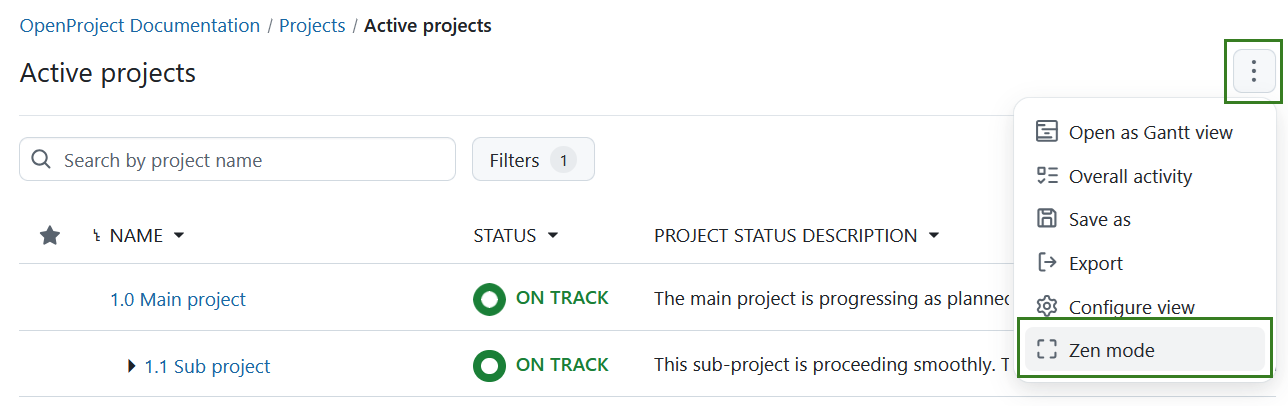 OpenProject Documentation / Projects / Active projects
Active projects
Search by project name
Filters 1
Open as Gantt view
Overall activity
Save as
Export
Configure view
Zen mode
NAME STATUS PROJECT STATUS DESCRIPTION
1.0 Main project ON TRACK The main project is progressing as planned
1.1 Sub project ON TRACK This sub-project is proceeding smoothly.